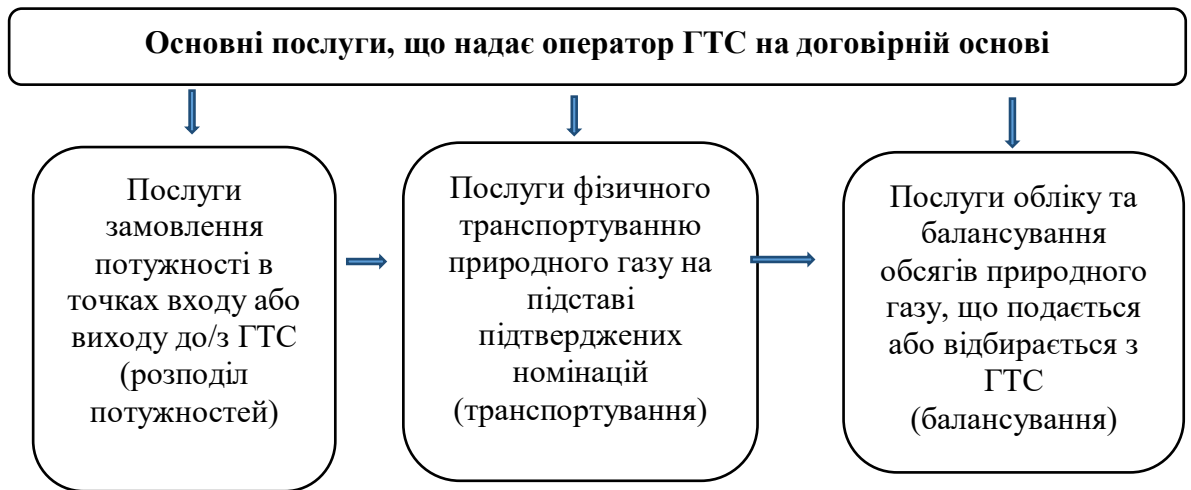 Основні послуги, що надає оператор ГТС на договірній основі
Послуги
замовлення
потужності в
точках входу або
виходу до/з ГТС
(розподіл
потужностей)
Послуги фізичного
транспортуванню
природного газу на
підставі
підтверджених
номінацій
(транспортування)
Послуги обліку та
балансування
обсягів природного
газу, що подається
або відбирається з
ГТС
(балансування)